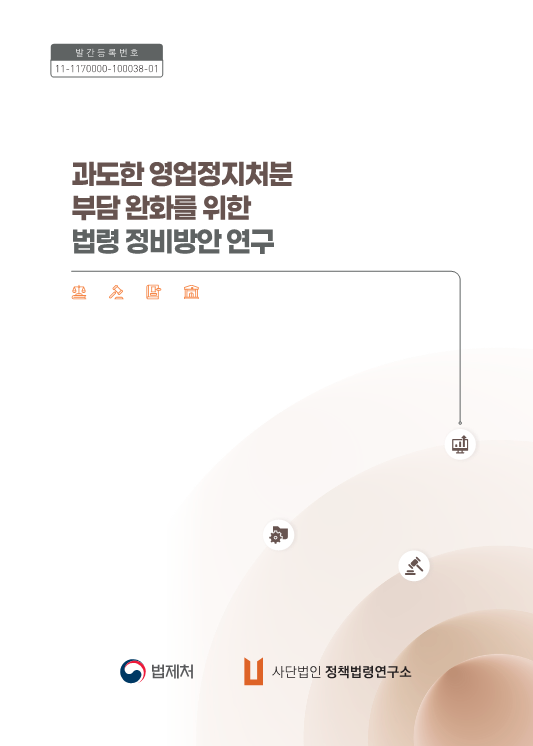 발간등록번호
11-1170000-100038-01
과도한 영업정지처분
부담 완화를 위한
법령 정비방안 연구
법제처
사단법인 정책법령연구소